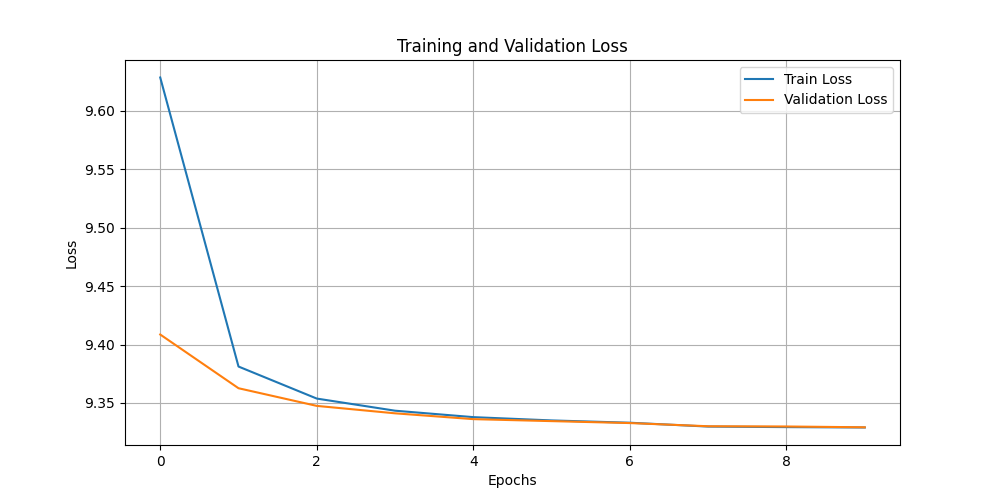 Training and Validation Loss
Train Loss
Validation Loss
9.60
9.55
9.50
9.45
9.40
9.35
Loss
0
2
4
6
8
Epochs